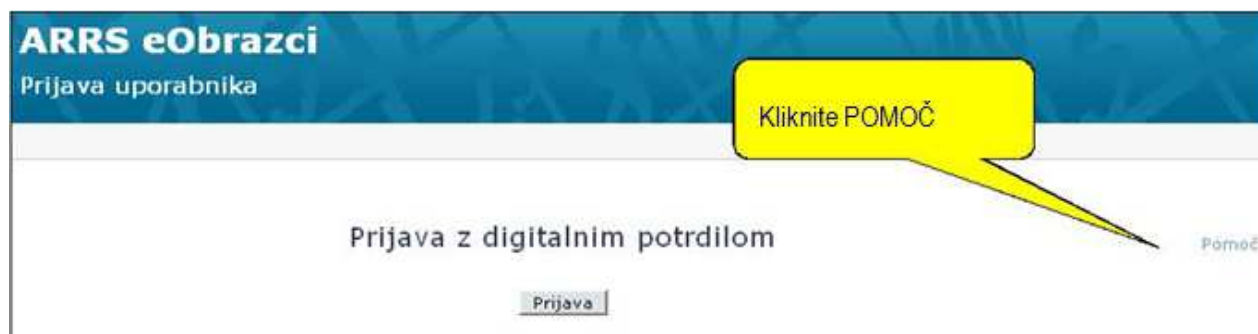 ARRS eObrazci
Prijava uporabnika
Kliknite POMOČ
Prijava z digitalnim potrdilom
Pomoč
Prijava